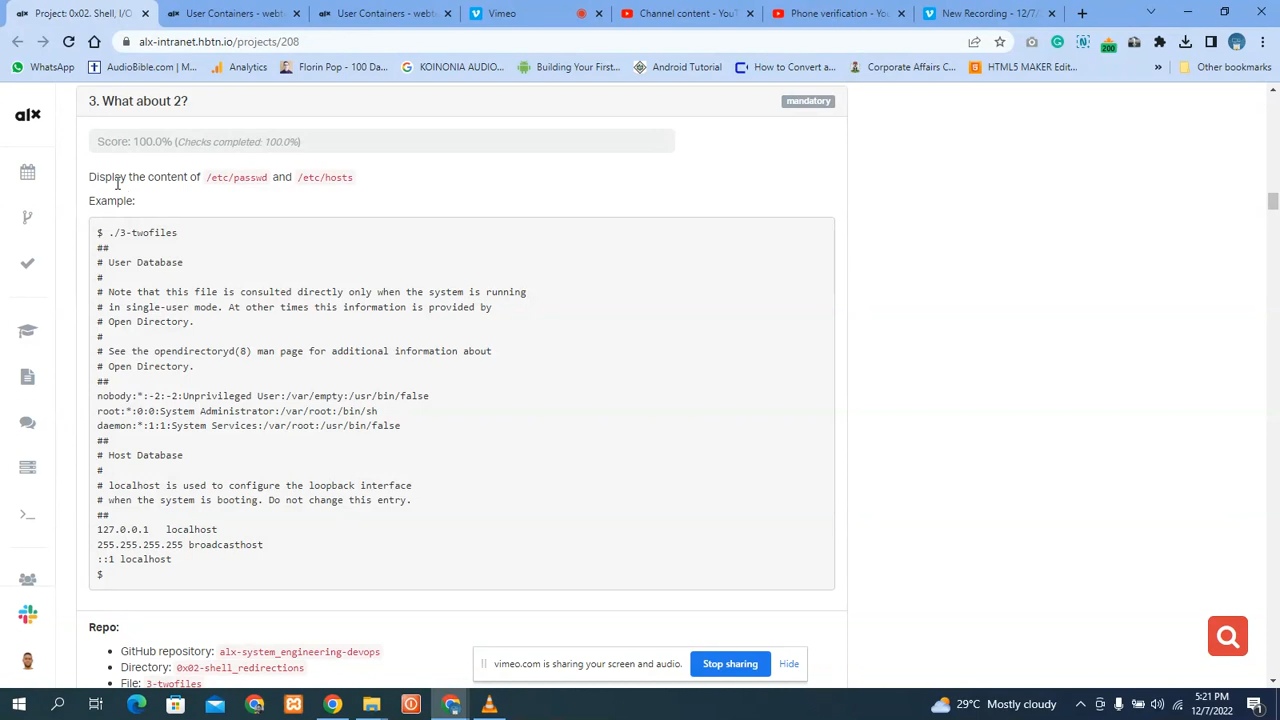 Project: 0x02. Shell, I/O
User Containers - webte
User Containers - webte
Vimeo
Channel content - YouT
Phone verification - You
New Recording - 12/7/2
alx-intranet.hbtn.io/projects/208
200
WhatsApp
AudioBible.com | M...
Analytics
Florin Pop - 100 Da...
KOINONIA AUDIO...
Building Your First...
Android Tutorial
How to Convert a...
Corporate Affairs C...
HTML5 MAKER Edit...
»
Other bookmarks
alx
3. What about 2?
mandatory
Score: 100.0% (Checks completed: 100.0%)
Display the content of /etc/passwd and /etc/hosts
Example:
$ ./3-twofiles
##
# User Database
#
# Note that this file is consulted directly only when the system is running
# in single-user mode. At other times this information is provided by
# Open Directory.
#
# See the opendirectoryd(8) man page for additional information about
# Open Directory.
##
nobody:*:-2:-2:Unprivileged User:/var/empty:/usr/bin/false
root:*:0:0:System Administrator:/var/root:/bin/sh
daemon:*:1:1:System Services:/var/root:/usr/bin/false
##
# Host Database
#
# localhost is used to configure the loopback interface
# when the system is booting. Do not change this entry.
##
127.0.0.1 localhost
255.255.255.255 broadcasthost
::1 localhost
$
Repo:
GitHub repository: alx-system_engineering-devops
Directory: 0x02-shell_redirections
File: 3-twofiles
vimeo.com is sharing your screen and audio.
Stop sharing
Hide
29°C Mostly cloudy
5:21 PM
12/7/2022